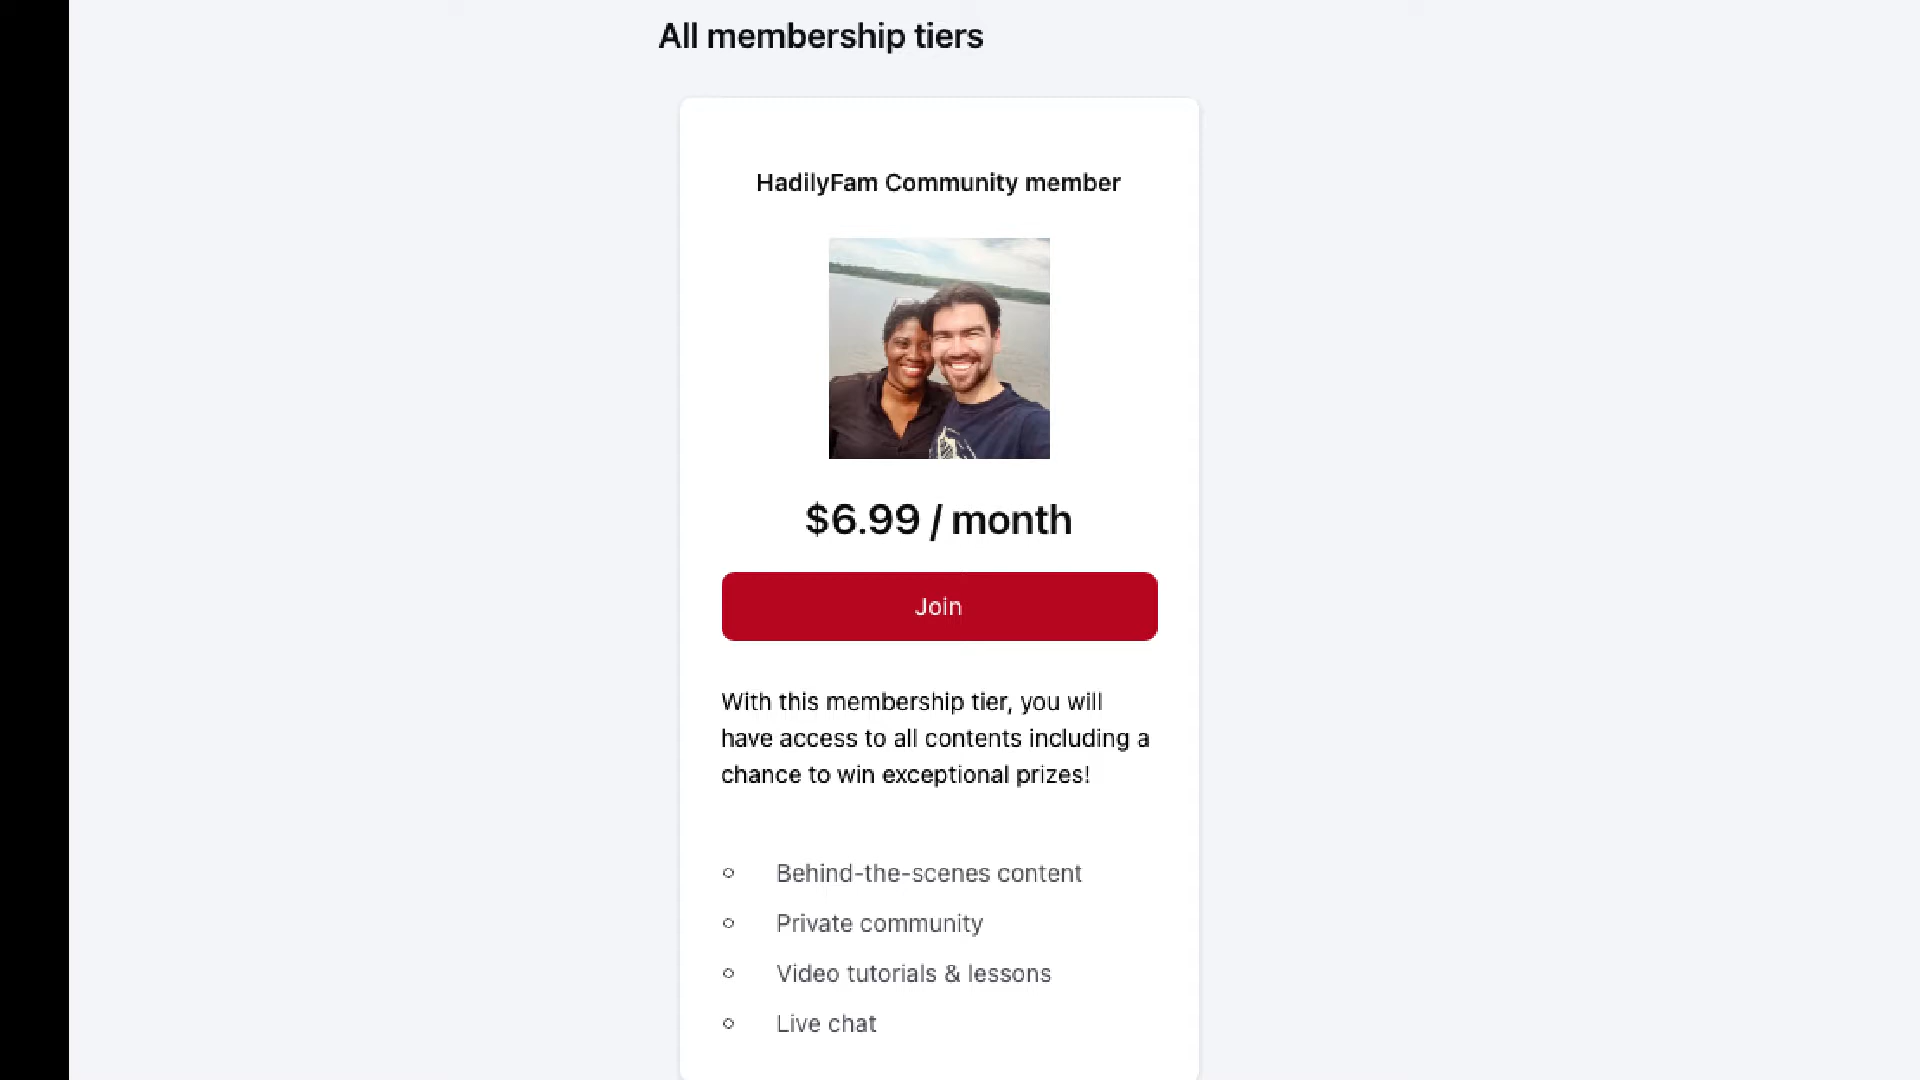 All membership tiers
HadilyFam Community member
$6.99 / month
Join
With this membership tier, you will
have access to all contents including a
chance to win exceptional prizes!
Behind-the-scenes content
Private community
Video tutorials & lessons
Live chat